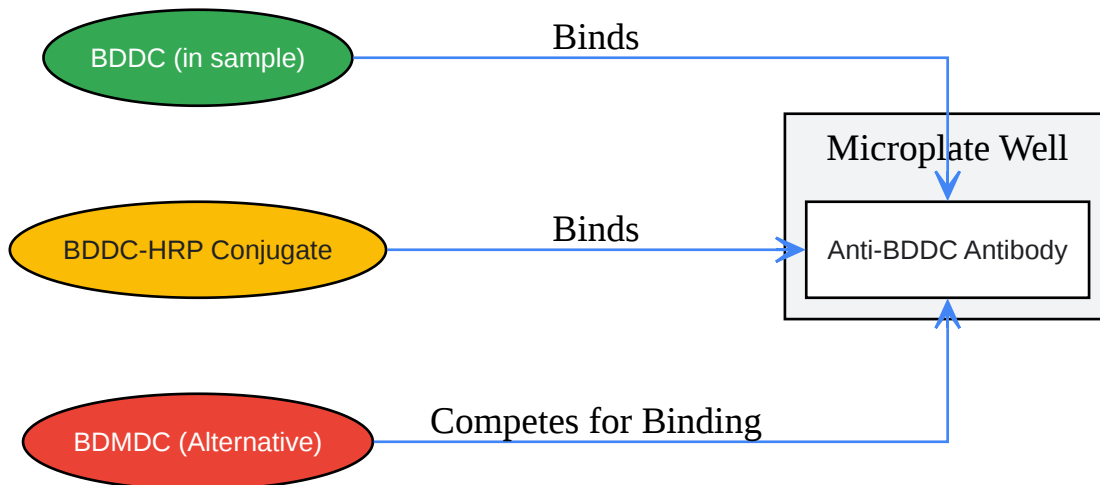 BDDC (in sample)
Binds
Microplate Well
BDDC-HRP Conjugate
Binds
Anti-BDDC Antibody
BDMDC (Alternative)
Competes for Binding